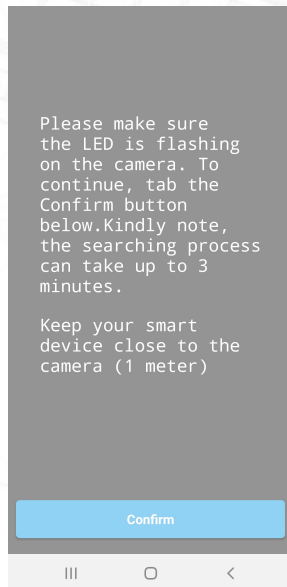 Please make sure
the LED is flashing
on the camera. To
continue, tab the
Confirm button
below.Kindly note,
the searching process
can take up to 3
minutes.
Keep your smart
device close to the
camera (1 meter)
Confirm